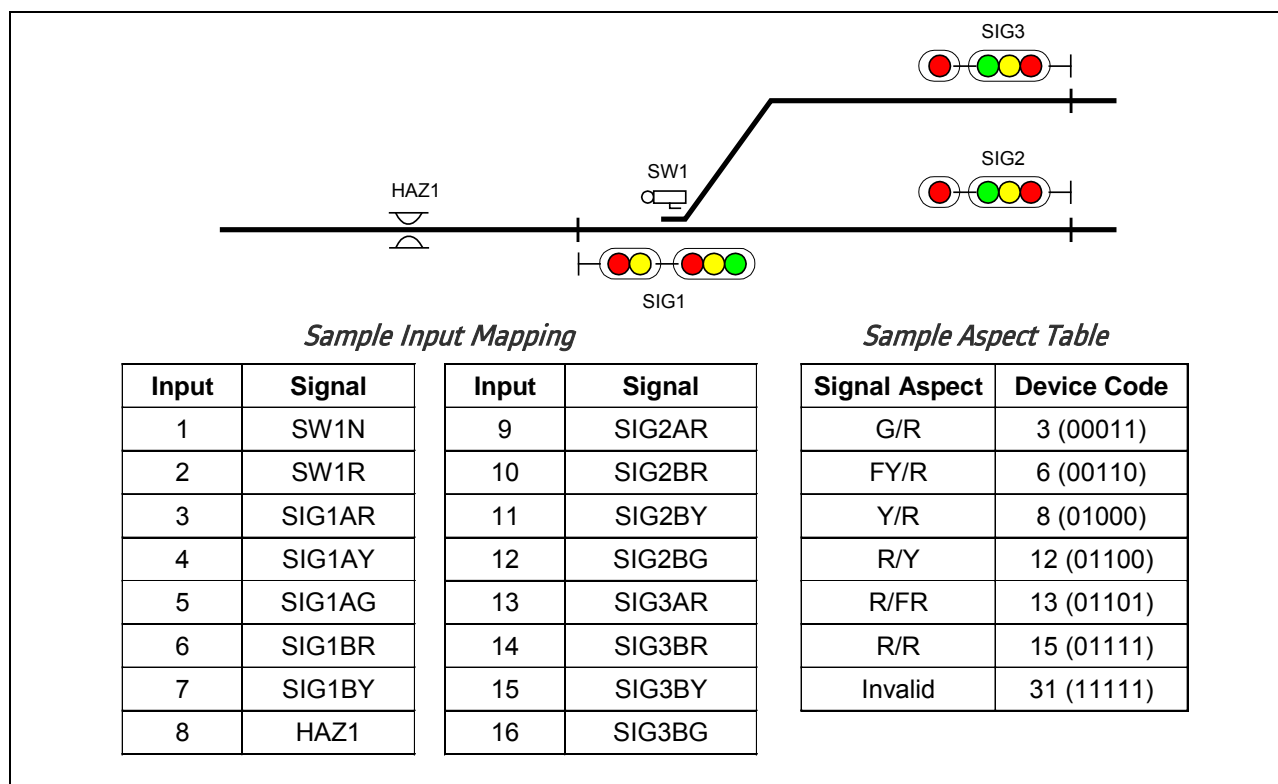 SIG3
SIG2
SW1
HAZ1
SIG1
Sample Input Mapping
Sample Aspect Table
Input Signal Input Signal Signal Aspect Device Code
1 SW1N 9 SIG2AR G/R 3 (00011)
2 SW1R 10 SIG2BR FY/R 6 (00110)
3 SIG1AR 11 SIG2BY Y/R 8 (01000)
4 SIG1AY 12 SIG2BG R/Y 12 (01100)
5 SIG1AG 13 SIG3AR R/FR 13 (01101)
6 SIG1BR 14 SIG3BR R/R 15 (01111)
7 SIG1BY 15 SIG3BY Invalid 31 (11111)
8 HAZ1 16 SIG3BG